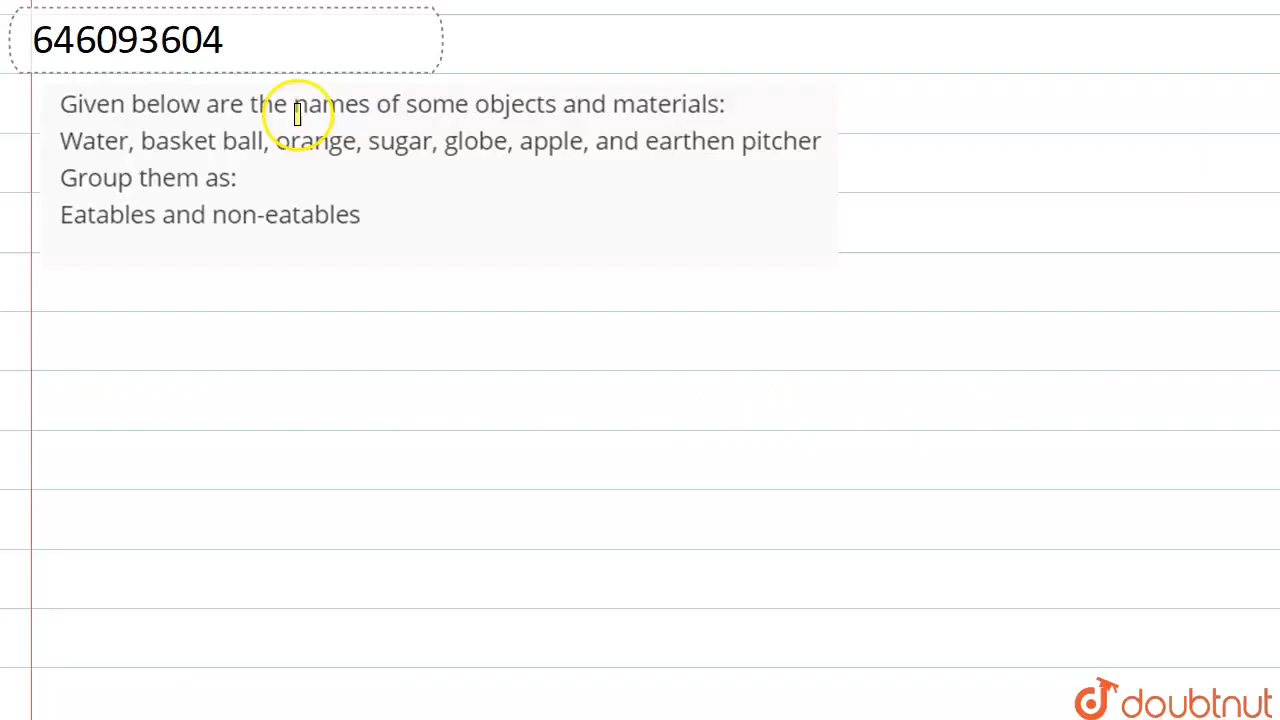 646093604
Given below are the names of some objects and materials:
Water, basket ball, orange, sugar, globe, apple, and earthen pitcher
Group them as:
Eatables and non-eatables
doubtnut